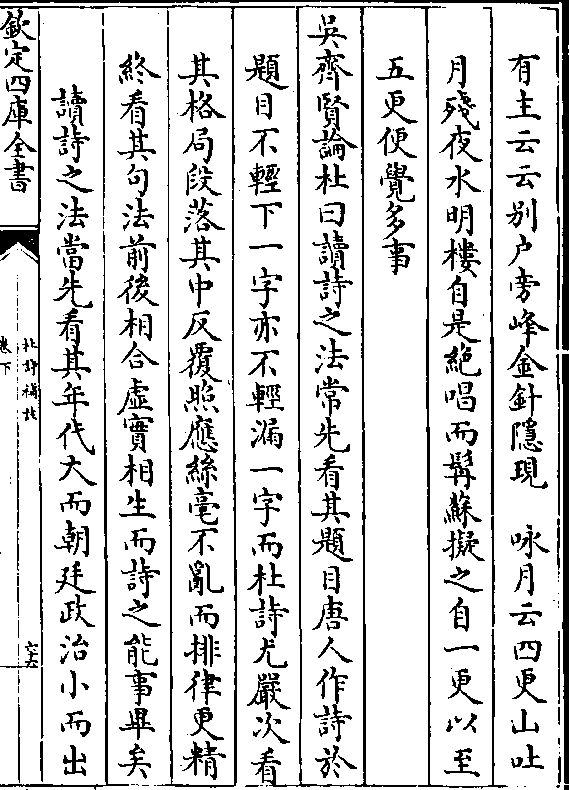 有主云云别户旁峰金針隱現　咏月云四更山吐
月殘夜水明樓自是絶唱而髯蘇擬之自一更以至
五更便覺多事
吳齊賢論杜曰讀詩之法當先看其題目唐人作詩於
題目不輕下一字亦不輕漏一字而杜詩尤嚴次看
其格局段落其中反覆照應絲毫不亂而排律更精
終看其句法前後相合虛實相生而詩之能事畢矣
讀詩之法當先看其年代大而朝廷政治小而出
欽定四庫全書
杜詩補註
卷下